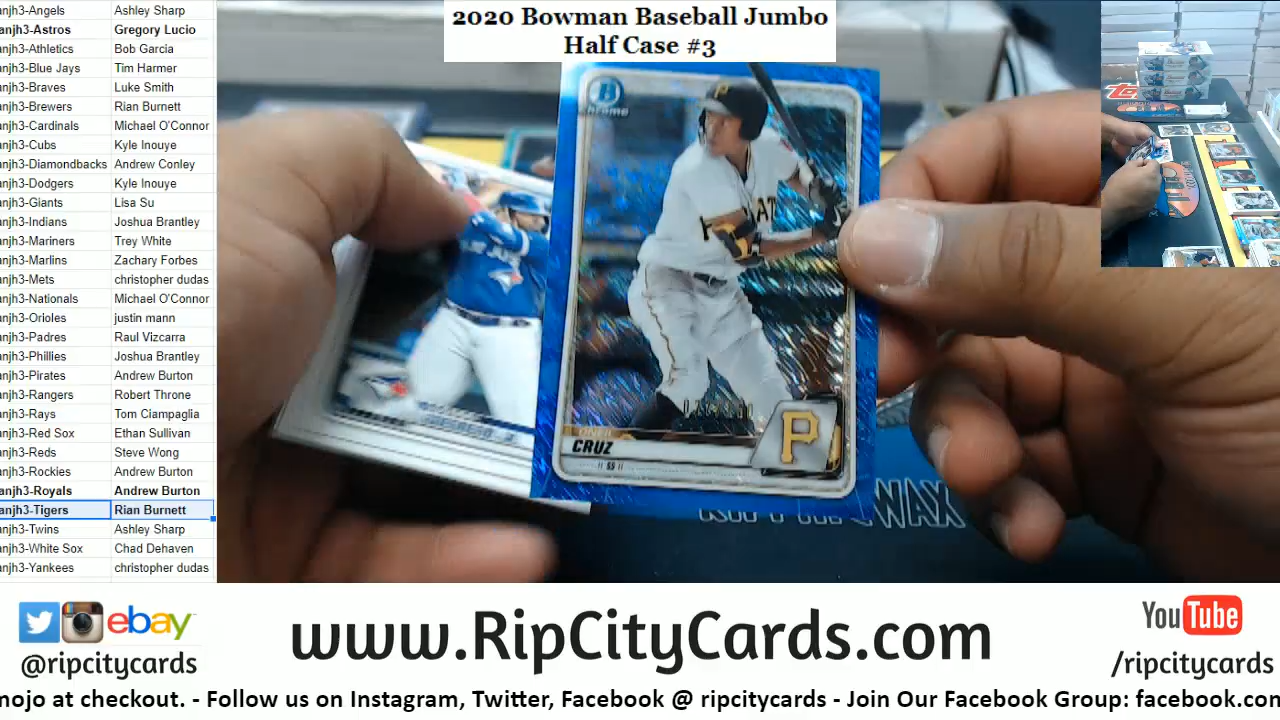 2020 Bowman Baseball Jumbo
Half Case #3
anjh3-Angels Ashley Sharp
anjh3-Astros Gregory Lucio
anjh3-Athletics Bob Garcia
anjh3-Blue Jays Tim Harmer
anjh3-Braves Luke Smith
anjh3-Brewers Rian Burnett
anjh3-Cardinals Michael O'Connor
anjh3-Cubs Kyle Inouye
anjh3-Diamondbacks Andrew Conley
anjh3-Dodgers Kyle Inouye
anjh3-Giants Lisa Su
anjh3-Indians Joshua Brantley
anjh3-Mariners Trey White
anjh3-Marlins Zachary Forbes
anjh3-Mets christopher dudas
anjh3-Nationals Michael O'Connor
anjh3-Orioles justin mann
anjh3-Padres Raul Vizcarra
anjh3-Phillies Joshua Brantley
anjh3-Pirates Andrew Burton
anjh3-Rangers Robert Throne
anjh3-Rays Tom Ciampaglia
anjh3-Red Sox Ethan Sullivan
anjh3-Reds Steve Wong
anjh3-Rockies Andrew Burton
anjh3-Royals Andrew Burton
anjh3-Tigers Rian Burnett
anjh3-Twins Ashley Sharp
anjh3-White Sox Chad Dehaven
anjh3-Yankees christopher dudas
B
chrome
P
ONEIL
CRUZ
SS
P
WAX
ebay
@ripcitycards
www.RipCityCards.com
YouTube
/ripcitycards
mojo at checkout. - Follow us on Instagram, Twitter, Facebook @ ripcitycards - Join Our Facebook Group: facebook.com